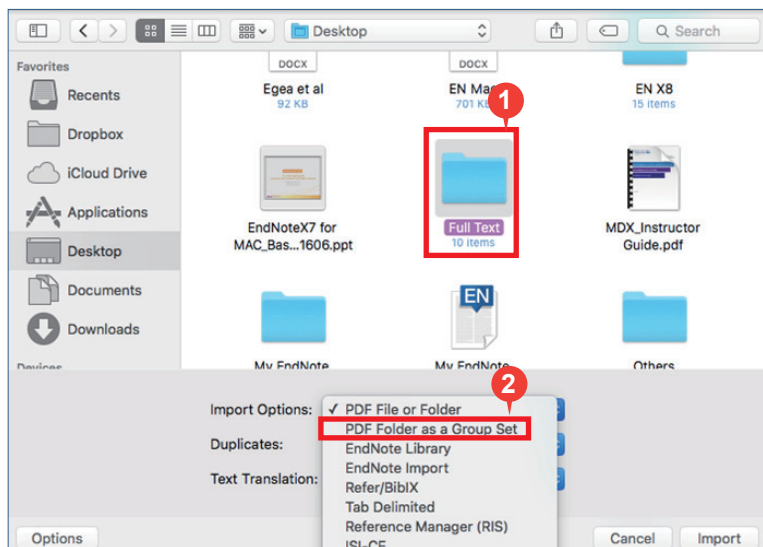 Desktop
Search
Favorites
Recents
Dropbox
iCloud Drive
Applications
Desktop
Documents
Downloads
Devices
DOCX
DOCX
Egea et al
92 KB
EN Ma
701 K
EN X8
15 items
1
EndNoteX7 for
MAC_Bas...1606.ppt
Full Text
10 items
MDX_Instructor
Guide.pdf
EN
My EndNote
My EndNote
Others
2
Import Options:
✓ PDF File or Folder
PDF Folder as a Group Set
Duplicates:
EndNote Library
EndNote Import
Text Translation:
Refer/BibIX
Tab Delimited
Reference Manager (RIS)
ISI-CE
Options
Cancel
Import